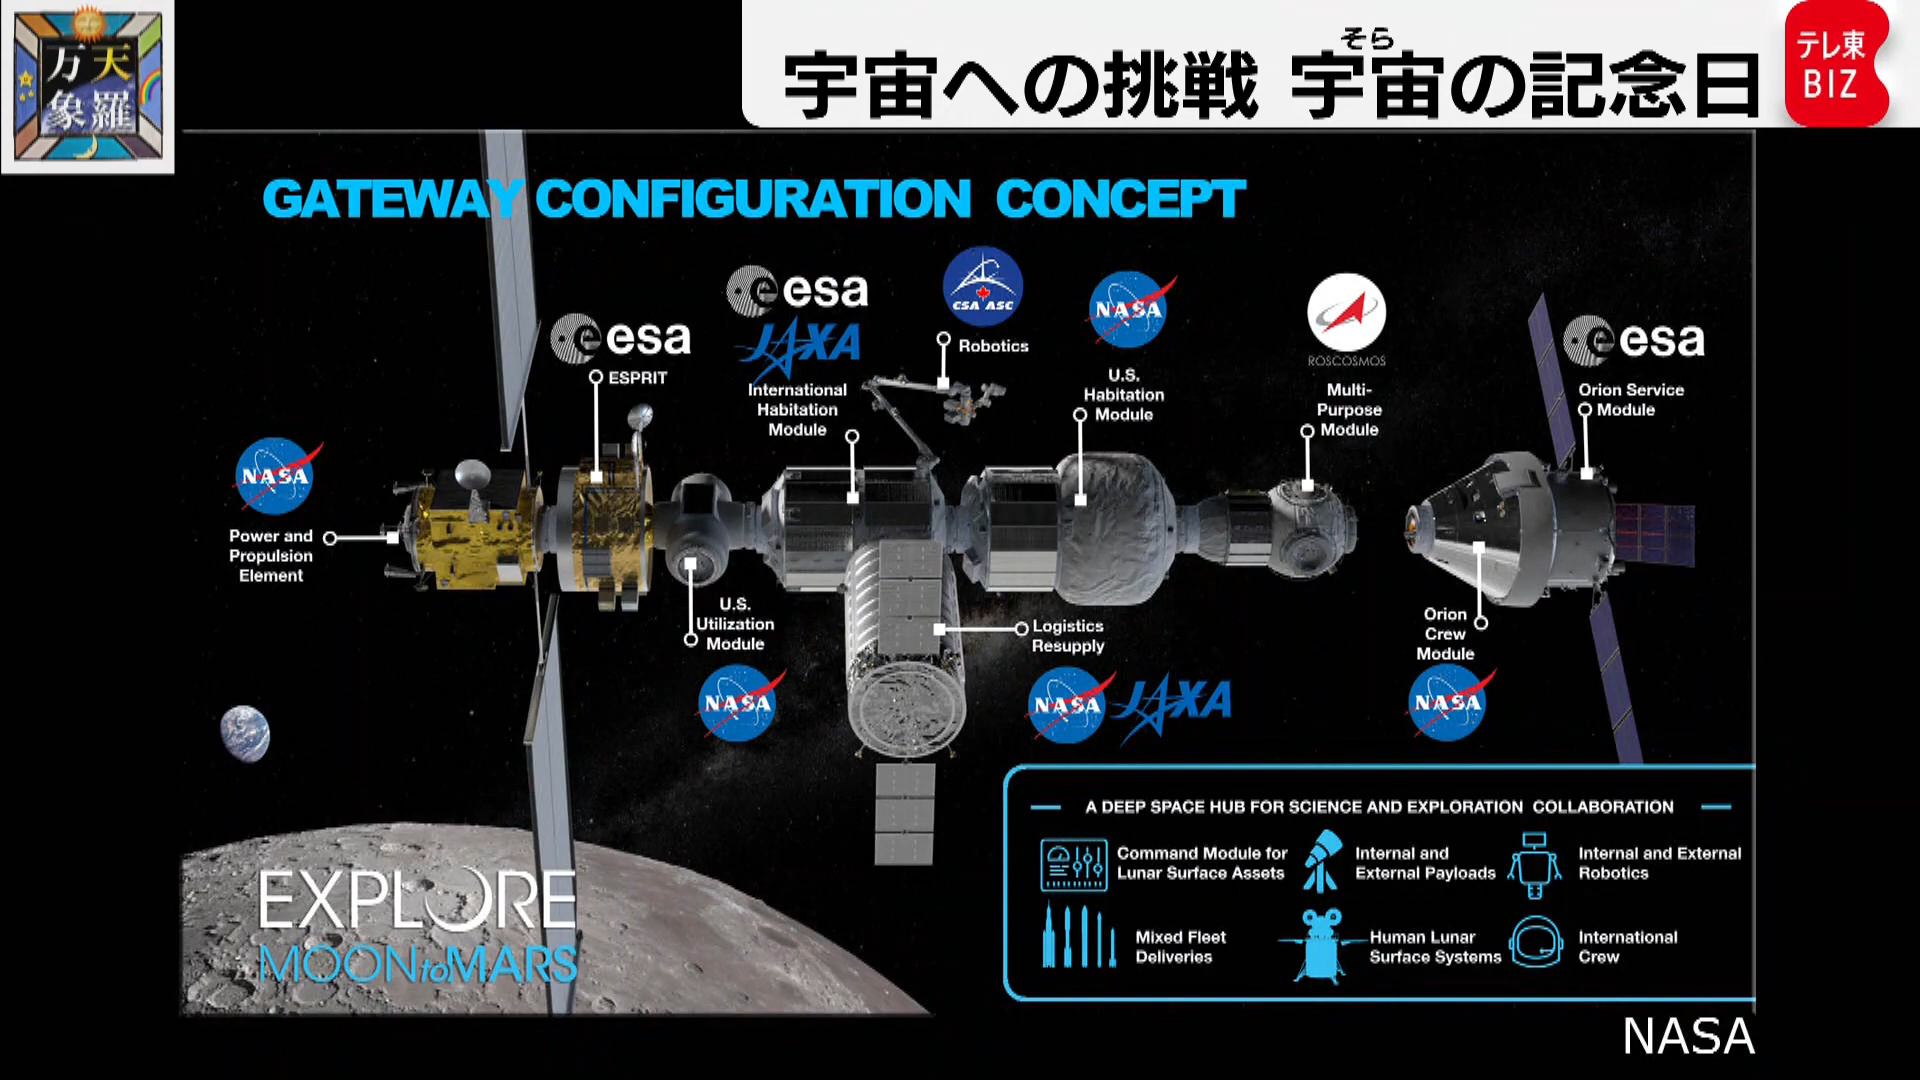 天羅
万象
そら
宇宙への挑戦 宇宙の記念日
テレ東
BIZ
GATEWAY CONFIGURATION CONCEPT
esa
ESPRIT
esa
JAXA
International
Habitation
Module
CSA ASC
Robotics
NASA
U.S.
Habitation
Module
ROSCOSMOS
Multi-
Purpose
Module
esa
Orion Service
Module
NASA
Power and
Propulsion
Element
U.S.
Utilization
Module
NASA
Logistics
Resupply
NASA
JAXA
Orion
Crew
Module
NASA
A DEEP SPACE HUB FOR SCIENCE AND EXPLORATION COLLABORATION
Command Module for
Lunar Surface Assets
Internal and
External Payloads
Internal and External
Robotics
Mixed Fleet
Deliveries
Human Lunar
Surface Systems
International
Crew
EXPLORE
MOON to MARS
NASA